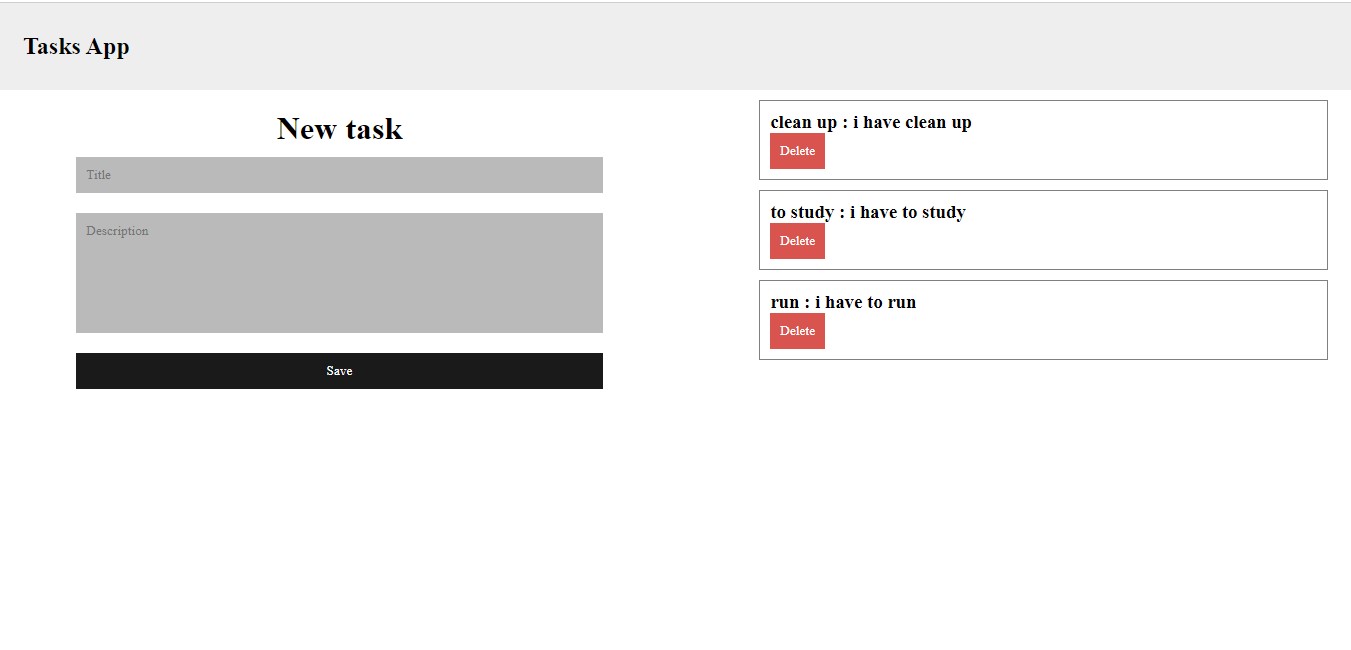 Tasks App
New task
Title
Description
Save
clean up : i have clean up
Delete
to study : i have to study
Delete
run : i have to run
Delete